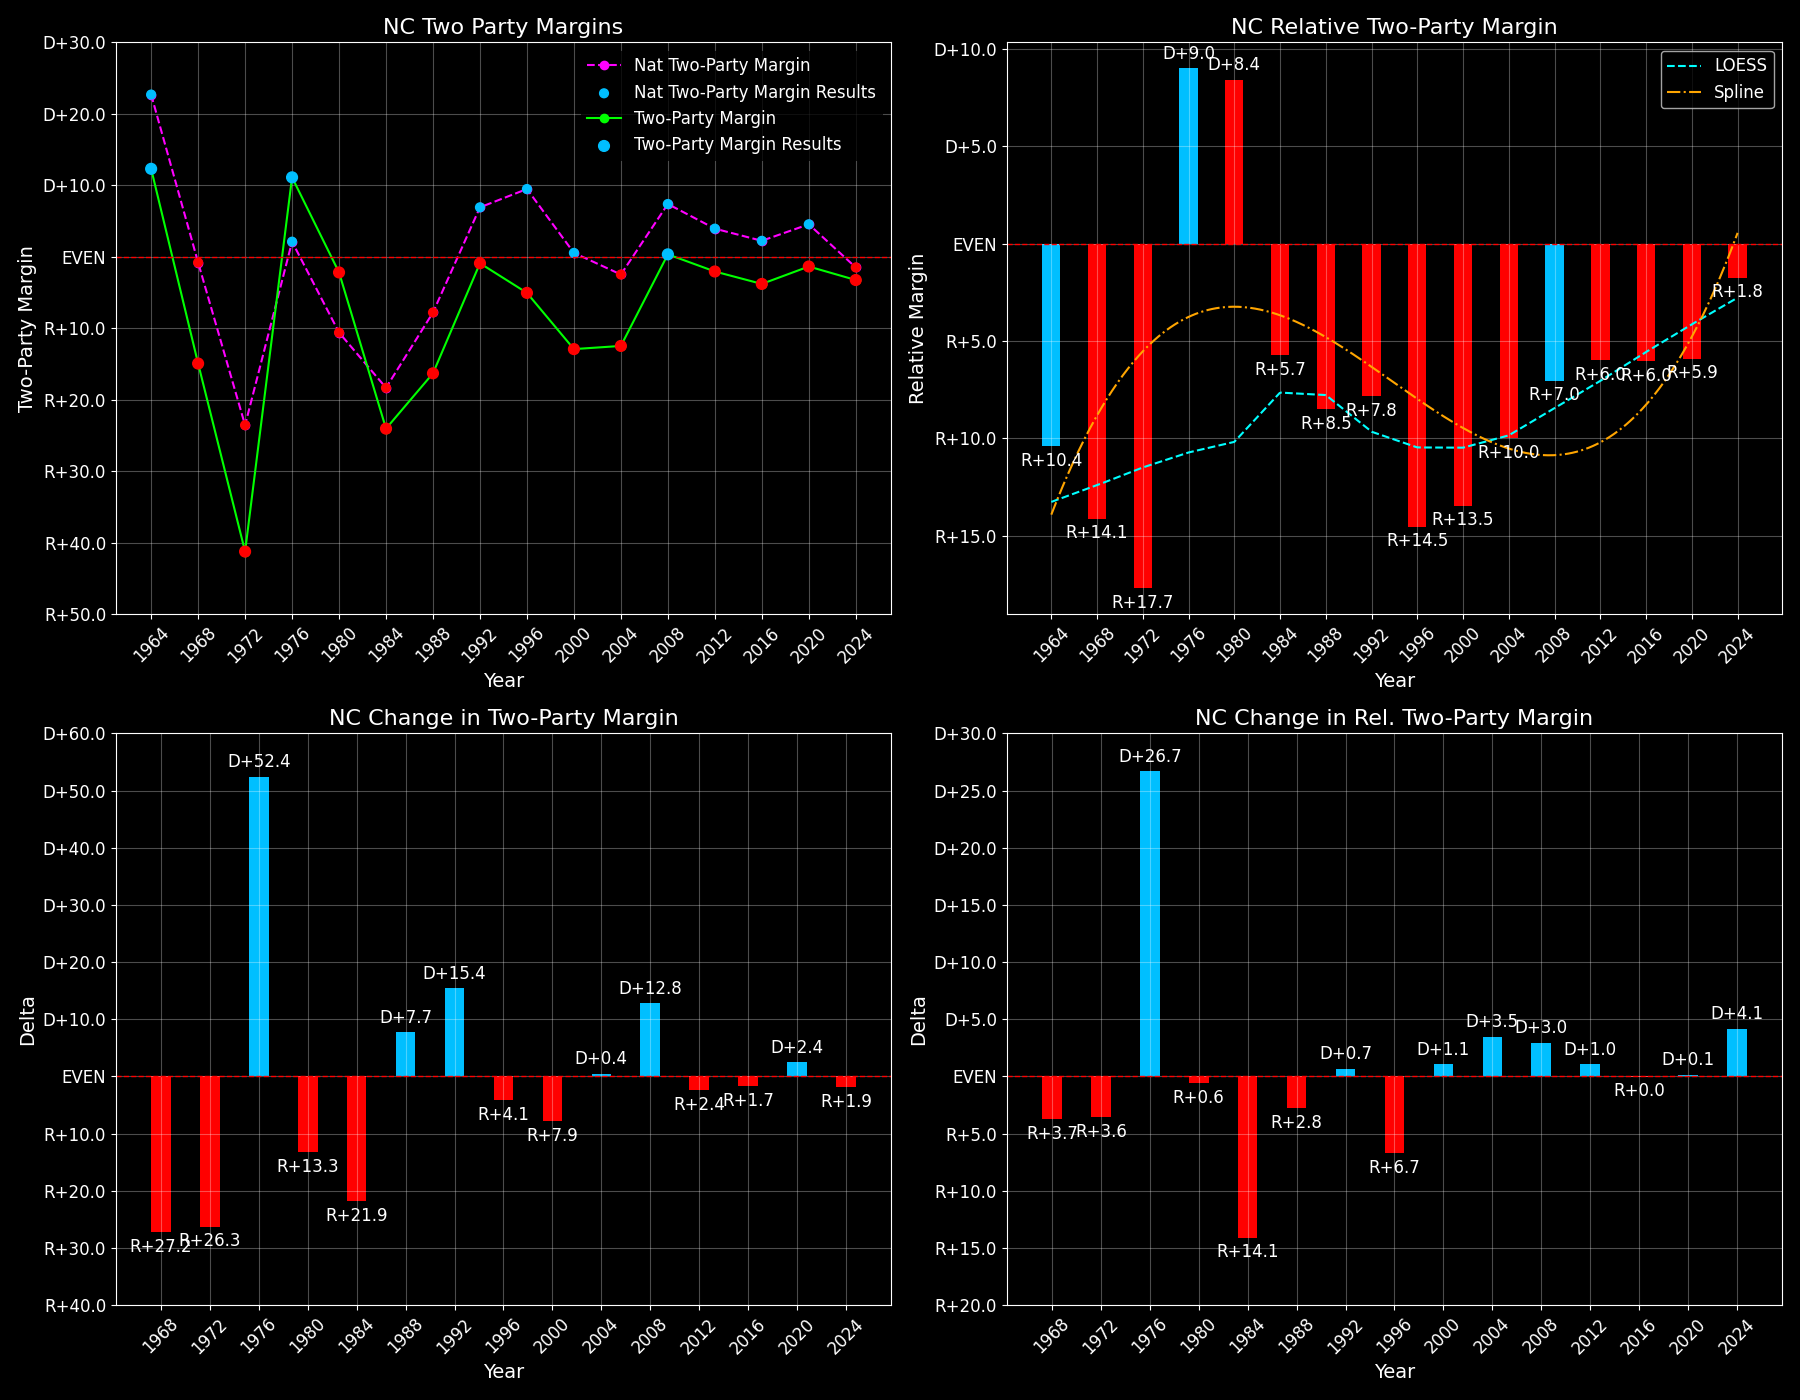 NC Two Party Margins
D+30.0
D+20.0
D+10.0
EVEN
R+10.0
R+20.0
R+30.0
R+40.0
R+50.0
Two-Party Margin
Nat Two-Party Margin
Nat Two-Party Margin Results
Two-Party Margin
Two-Party Margin Results
1964
1968
1972
1976
1980
1984
1988
1992
1996
2000
2004
2008
2012
2016
2020
2024
Year
NC Relative Two-Party Margin
D+10.0
D+5.0
EVEN
R+5.0
R+10.0
R+15.0
Relative Margin
LOESS
Spline
R+10.4
R+14.1
R+17.7
D+9.0
D+8.4
R+5.7
R+8.5
R+7.8
R+14.5
R+13.5
R+10.0
R+7.0
R+6.0
R+6.0
R+5.9
R+1.8
1964
1968
1972
1976
1980
1984
1988
1992
1996
2000
2004
2008
2012
2016
2020
2024
Year
NC Change in Two-Party Margin
D+60.0
D+50.0
D+40.0
D+30.0
D+20.0
D+10.0
EVEN
R+10.0
R+20.0
R+30.0
R+40.0
Delta
R+27.2
R+26.3
D+52.4
R+13.3
R+21.9
D+7.7
D+15.4
R+4.1
R+7.9
D+0.4
D+12.8
R+2.4
R+1.7
D+2.4
R+1.9
1968
1972
1976
1980
1984
1988
1992
1996
2000
2004
2008
2012
2016
2020
2024
Year
NC Change in Rel. Two-Party Margin
D+30.0
D+25.0
D+20.0
D+15.0
D+10.0
D+5.0
EVEN
R+5.0
R+10.0
R+15.0
R+20.0
Delta
R+3.7
R+3.6
D+26.7
R+0.6
R+14.1
R+2.8
D+0.7
R+6.7
D+1.1
D+3.5
D+3.0
D+1.0
R+0.0
D+0.1
D+4.1
1968
1972
1976
1980
1984
1988
1992
1996
2000
2004
2008
2012
2016
2020
2024
Year